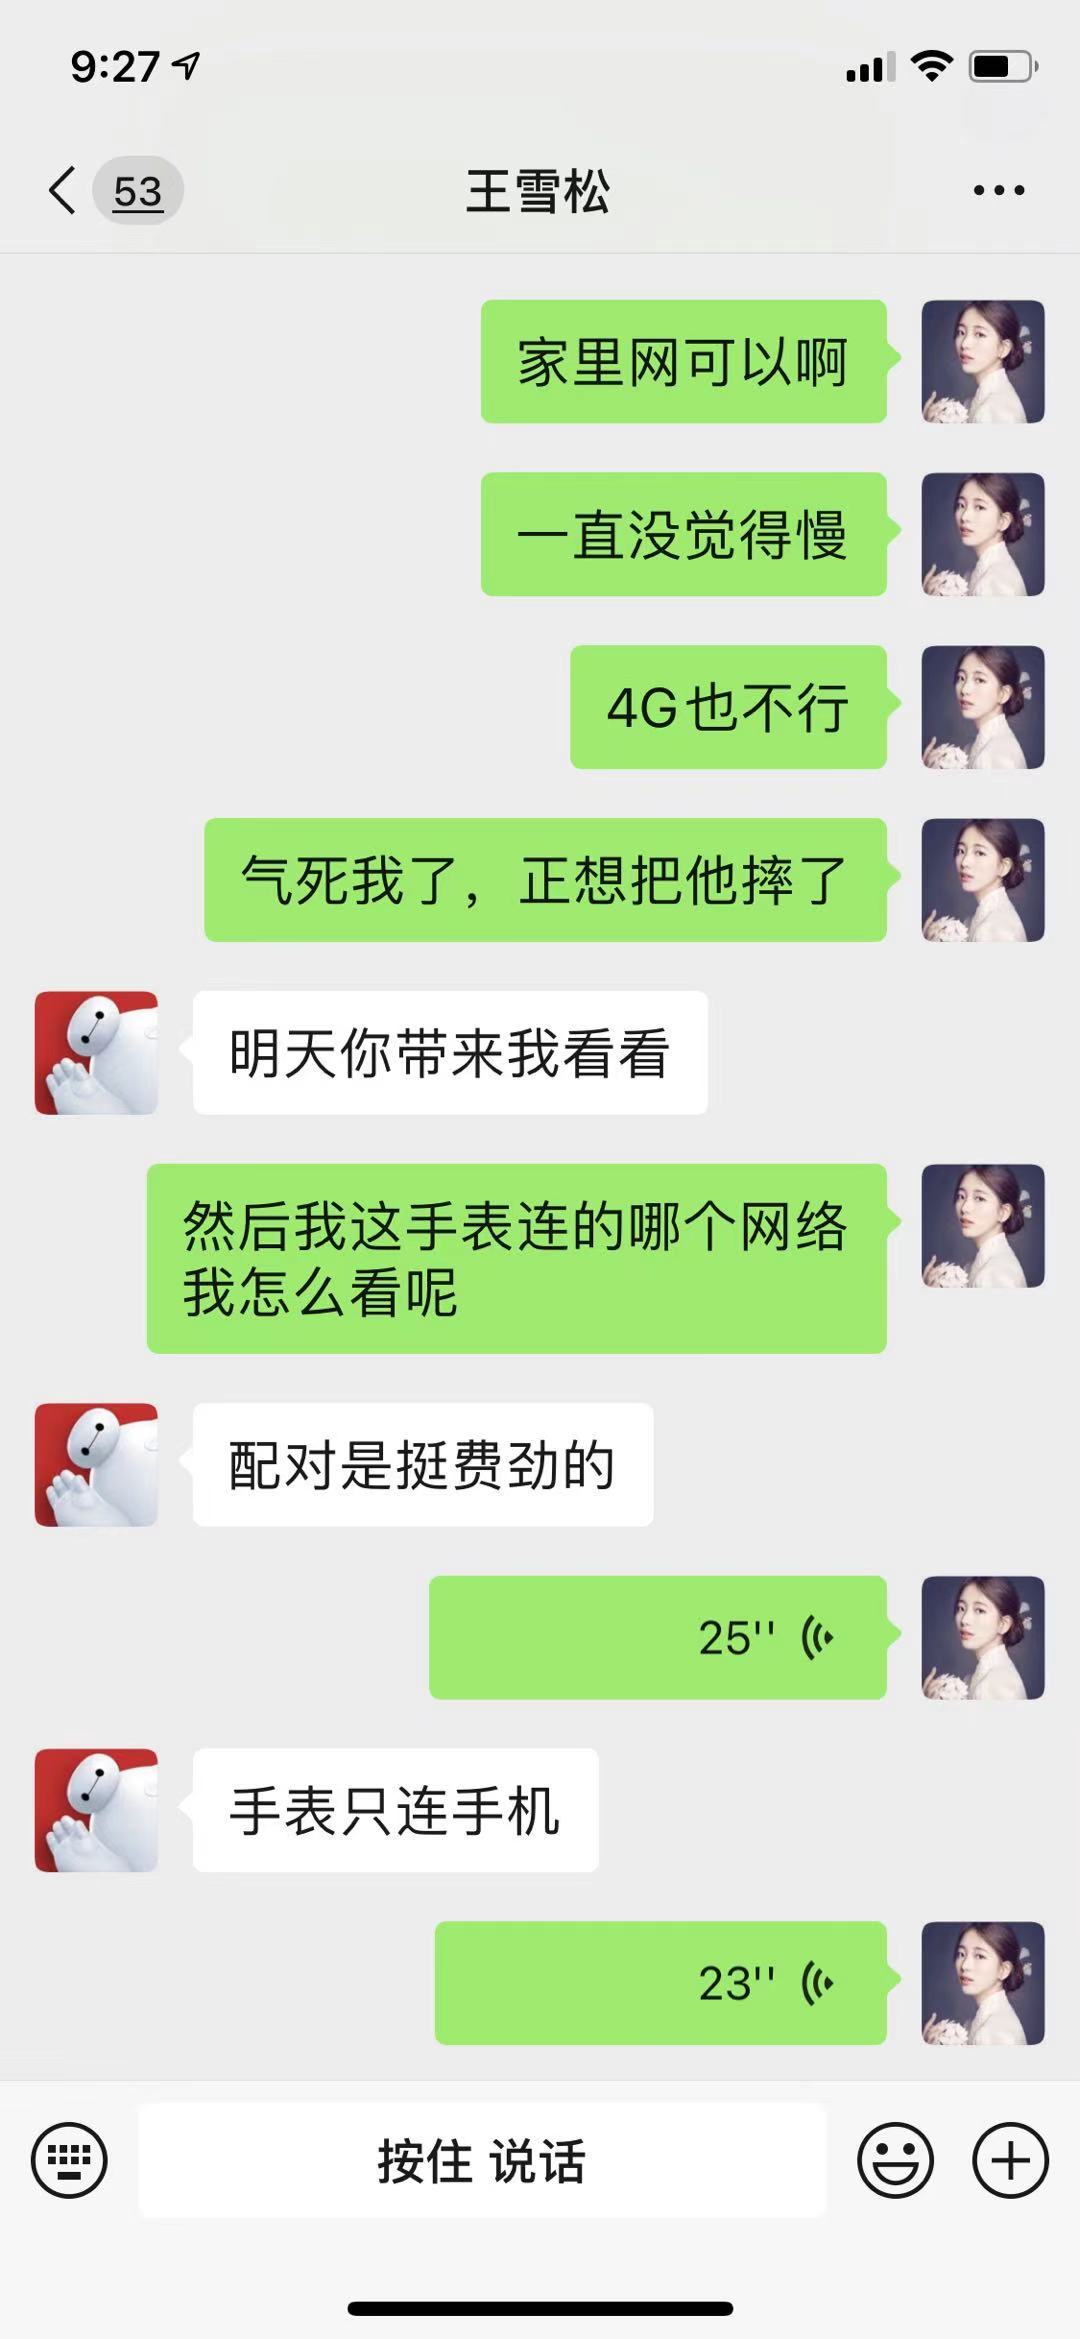 9:27
53
王雪松
家里网可以啊
一直没觉得慢
4G也不行
气死我了，正想把他摔了
明天你带来我看看
然后我这手表连的哪个网络
我怎么看呢
配对是挺费劲的
25''
手表只连手机
23''
按住 说话